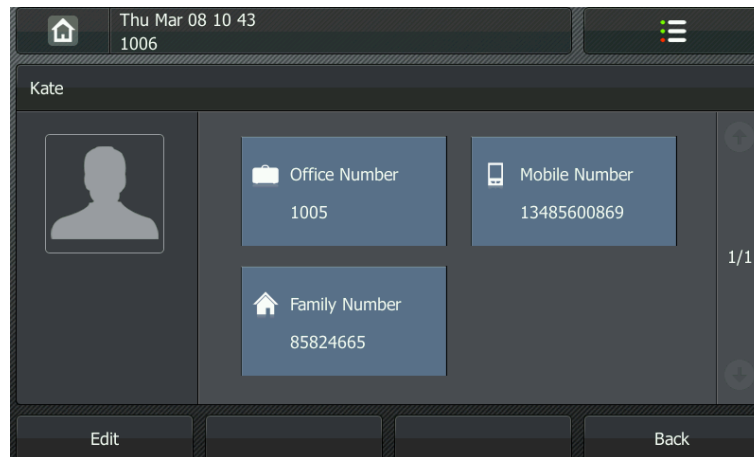 Thu Mar 08 10 43
1006
Kate
Office Number
1005
Mobile Number
13485600869
Family Number
85824665
1/1
Edit
Back